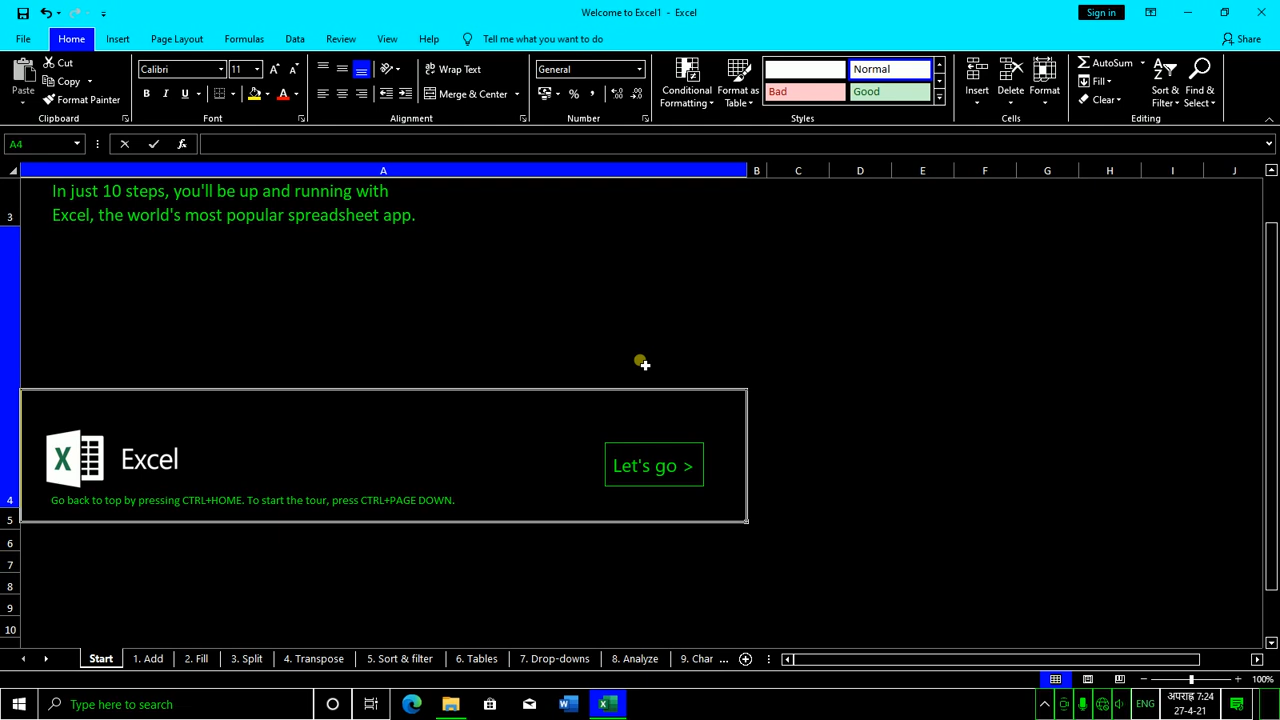 Welcome to Excel1 - Excel
Sign in
File Home Insert Page Layout Formulas Data Review View Help Tell me what you want to do Share
Paste
Cut
Copy
Format Painter
Clipboard
Calibri 11 A A
B I U A
Font
ab Wrap Text
Merge & Center
Alignment
General
% ,
Number
Conditional Formatting
Format as Table
Normal
Bad Good
Styles
Insert Delete Format
Cells
AutoSum
Fill
Clear
Sort & Filter
Find & Select
Editing
A4 fx
A B C D E F G H I J
3
In just 10 steps, you'll be up and running with
Excel, the world's most popular spreadsheet app.
X Excel
Let's go >
4
Go back to top by pressing CTRL+HOME. To start the tour, press CTRL+PAGE DOWN.
5
6
7
8
9
10
Start 1. Add 2. Fill 3. Split 4. Transpose 5. Sort & filter 6. Tables 7. Drop-downs 8. Analyze 9. Char ...
100%
Type here to search
ENG
अपराह्न 7:24
27-4-21